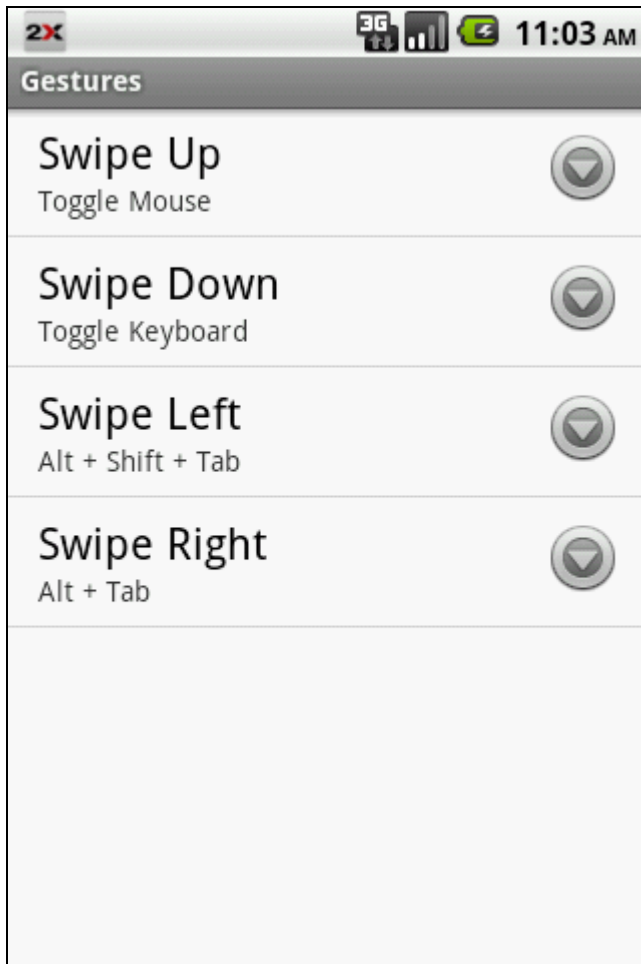 2X 3G 11:03 AM
Gestures
Swipe Up
Toggle Mouse
Swipe Down
Toggle Keyboard
Swipe Left
Alt + Shift + Tab
Swipe Right
Alt + Tab